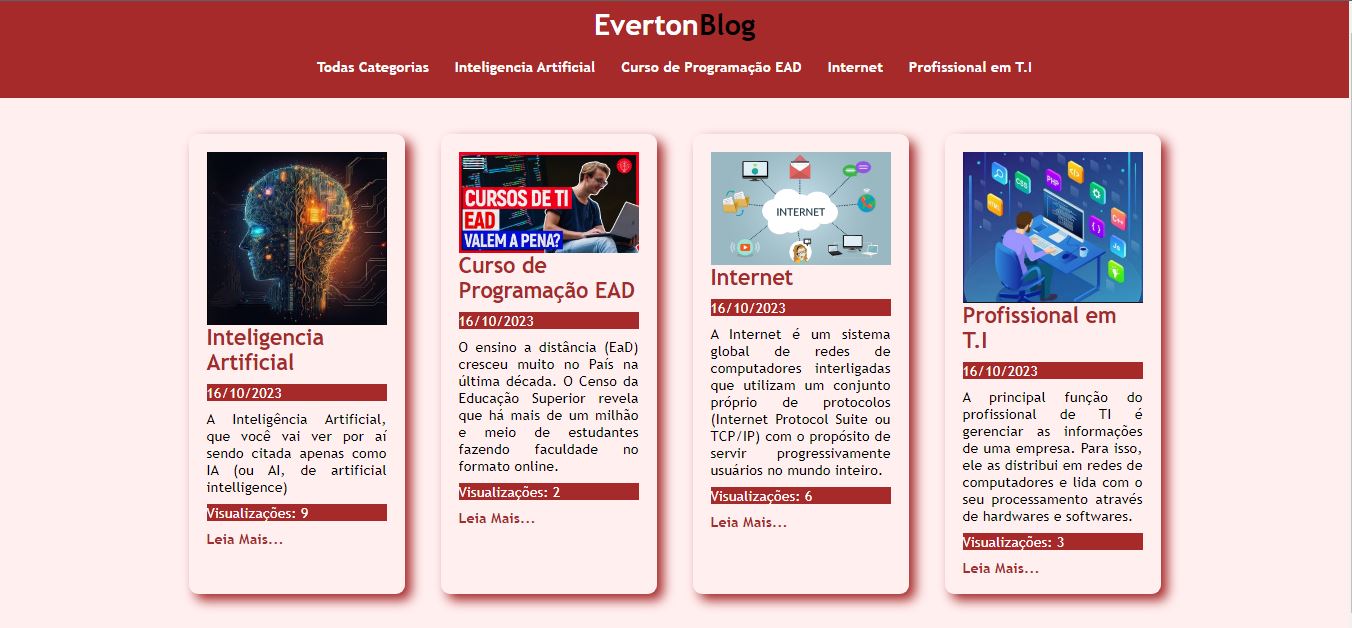 EvertonBlog
Todas Categorias Inteligencia Artificial Curso de Programação EAD Internet Profissional em T.I
Inteligencia
Artificial
16/10/2023
A Inteligência Artificial,
que você vai ver por aí
sendo citada apenas como
IA (ou AI, de artificial
intelligence)
Visualizações: 9
Leia Mais...
CURSOS DE TI
EAD
VALEM A PENA?
Curso de
Programação EAD
16/10/2023
O ensino a distância (EaD)
cresceu muito no País na
última década. O Censo da
Educação Superior revela
que há mais de um milhão
e meio de estudantes
fazendo faculdade no
formato online.
Visualizações: 2
Leia Mais...
INTERNET
Internet
16/10/2023
A Internet é um sistema
global de redes de
computadores interligadas
que utilizam um conjunto
próprio de protocolos
(Internet Protocol Suite ou
TCP/IP) com o propósito de
servir progressivamente
usuários no mundo inteiro.
Visualizações: 6
Leia Mais...
PHP
CSS
HTML
C++
JS
Profissional em
T.I
16/10/2023
A principal função do
profissional de TI é
gerenciar as informações
de uma empresa. Para isso,
ele as distribui em redes de
computadores e lida com o
seu processamento através
de hardwares e softwares.
Visualizações: 3
Leia Mais...